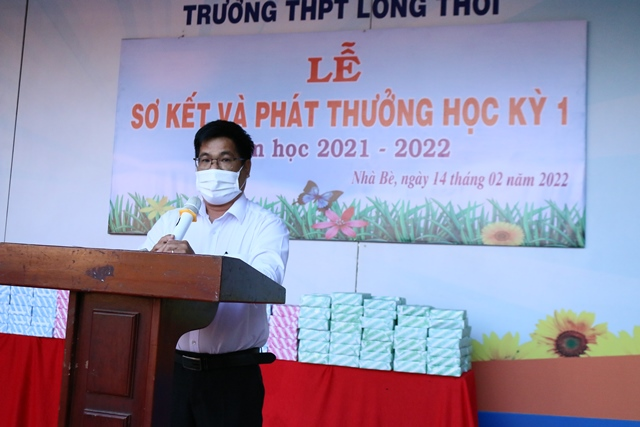 TRƯỜNG THPT LONG THỚI
LỄ
SƠ KẾT VÀ PHÁT THƯỞNG HỌC KỲ 1
học 2021 - 2022
Nhà Bè, ngày 14 tháng 02 năm 2022